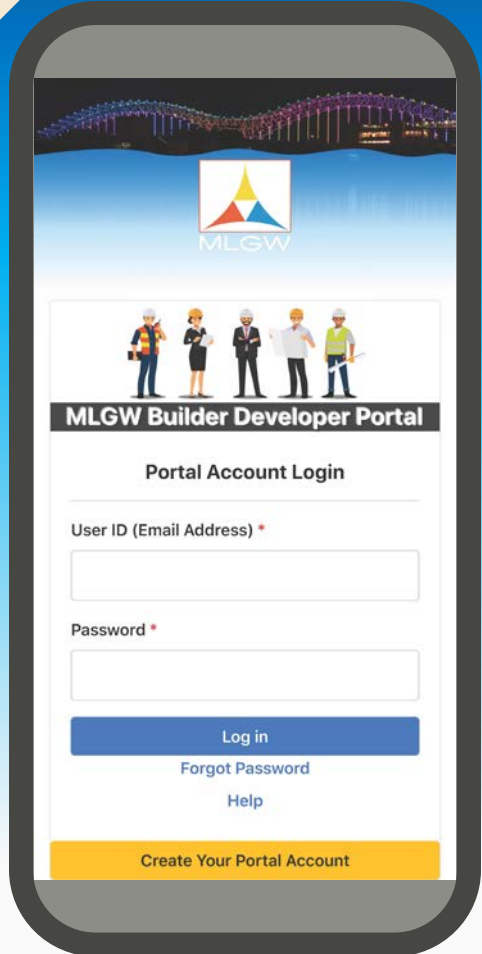 MLGW
MLGW Builder Developer Portal
Portal Account Login
User ID (Email Address) *
Password *
Log in
Forgot Password
Help
Create Your Portal Account